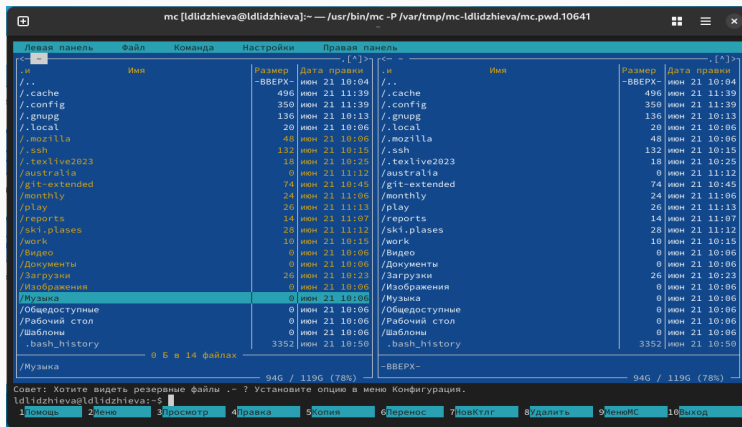 mc [ldlidzhieva@ldlidzhieva]:~ — /usr/bin/mc -P /var/tmp/mc-ldlidzhieva/mc.pwd.10641
~
Левая панель Файл Команда Настройки Правая панель
<- ~ .[^]> <- ~ .[^]>
.и Имя Размер Дата правки .и Имя Размер Дата правки
/.. -ВВЕРХ- июн 21 10:04 /.. -ВВЕРХ- июн 21 10:04
/.cache 496 июн 21 11:39 /.cache 496 июн 21 11:39
/.config 350 июн 21 11:39 /.config 350 июн 21 11:39
/.gnupg 136 июн 21 10:13 /.gnupg 136 июн 21 10:13
/.local 20 июн 21 10:06 /.local 20 июн 21 10:06
/.mozilla 48 июн 21 10:06 /.mozilla 48 июн 21 10:06
/.ssh 132 июн 21 10:15 /.ssh 132 июн 21 10:15
/.texlive2023 18 июн 21 10:25 /.texlive2023 18 июн 21 10:25
/australia 0 июн 21 11:12 /australia 0 июн 21 11:12
/git-extended 74 июн 21 10:45 /git-extended 74 июн 21 10:45
/monthly 24 июн 21 11:06 /monthly 24 июн 21 11:06
/play 26 июн 21 11:13 /play 26 июн 21 11:13
/reports 14 июн 21 11:07 /reports 14 июн 21 11:07
/ski.plases 28 июн 21 11:12 /ski.plases 28 июн 21 11:12
/work 10 июн 21 10:15 /work 10 июн 21 10:15
/Видео 0 июн 21 10:06 /Видео 0 июн 21 10:06
/Документы 0 июн 21 10:06 /Документы 0 июн 21 10:06
/Загрузки 26 июн 21 10:23 /Загрузки 26 июн 21 10:23
/Изображения 0 июн 21 10:06 /Изображения 0 июн 21 10:06
/Музыка 0 июн 21 10:06 /Музыка 0 июн 21 10:06
/Общедоступные 0 июн 21 10:06 /Общедоступные 0 июн 21 10:06
/Рабочий стол 0 июн 21 10:06 /Рабочий стол 0 июн 21 10:06
/Шаблоны 0 июн 21 10:06 /Шаблоны 0 июн 21 10:06
.bash_history 3352 июн 21 10:50 .bash_history 3352 июн 21 10:50
0 Б в 14 файлах
/Музыка -ВВЕРХ-
94G / 119G (78%) 94G / 119G (78%)
Совет: Хотите видеть резервные файлы .~ ? Установите опцию в меню Конфигурация.
ldlidzhieva@ldlidzhieva:~$
1Помощь 2Меню 3Просмотр 4Правка 5Копия 6Перенос 7НовКтлг 8Удалить 9МенюМС 10Выход